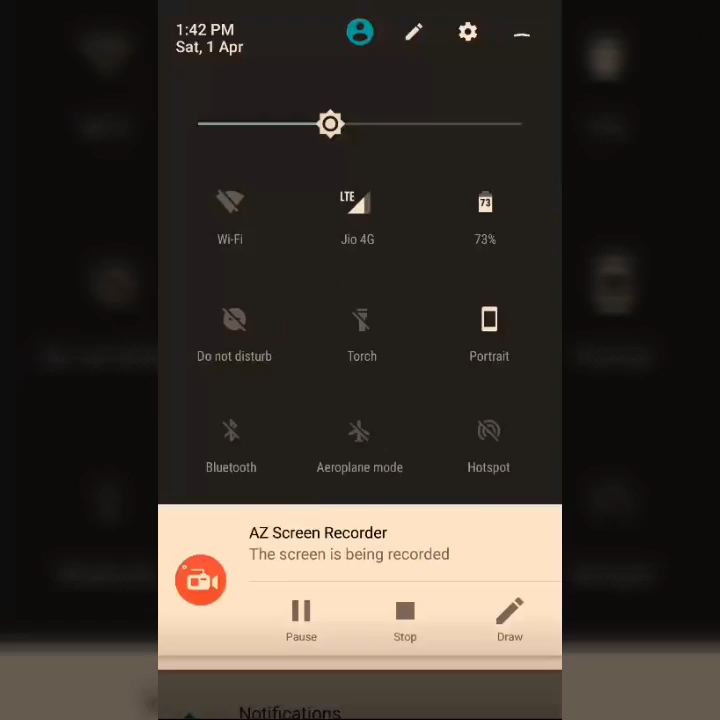 1:42 PM
Sat, 1 Apr
LTE
73
Wi-Fi
Jio 4G
73%
Do not disturb
Torch
Portrait
Bluetooth
Aeroplane mode
Hotspot
AZ Screen Recorder
The screen is being recorded
Pause
Stop
Draw
Notifications